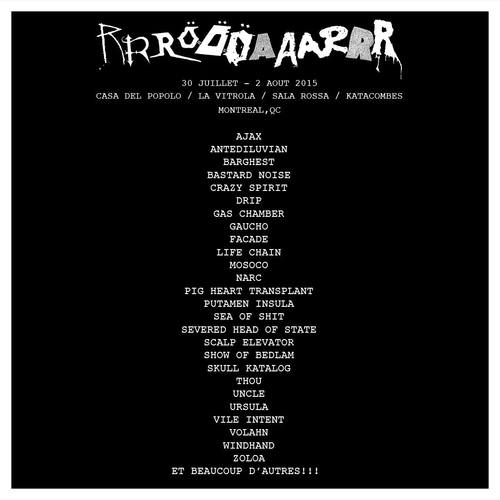 RRRRÖÖÖÖAAAARRR
30 JUILLET – 2 AOUT 2015
CASA DEL POPOLO / LA VITROLA / SALA ROSSA / KATACOMBES
MONTREAL,QC
AJAX
ANTEDILUVIAN
BARGHEST
BASTARD NOISE
CRAZY SPIRIT
DRIP
GAS CHAMBER
GAUCHO
FACADE
LIFE CHAIN
MOSOCO
NARC
PIG HEART TRANSPLANT
PUTAMEN INSULA
SEA OF SHIT
SEVERED HEAD OF STATE
SCALP ELEVATOR
SHOW OF BEDLAM
SKULL KATALOG
THOU
UNCLE
URSULA
VILE INTENT
VOLAHN
WINDHAND
ZOLOA
ET BEAUCOUP D'AUTRES!!!